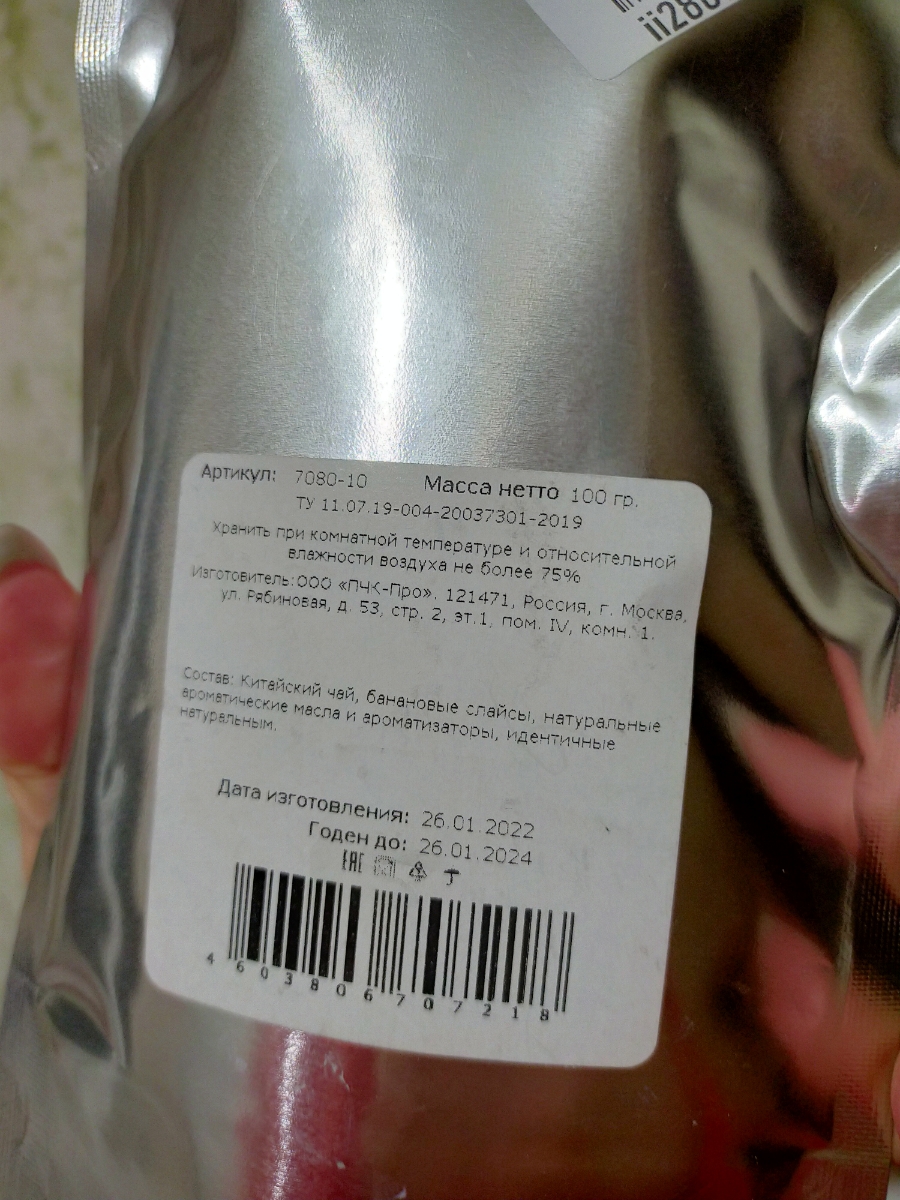 ii280
Артикул: 7080-10 Масса нетто 100 гр.
ТУ 11.07.19-004-20037301-2019
Хранить при комнатной температуре и относительной
влажности воздуха не более 75%
Изготовитель:ООО «ПЧК-Про». 121471, Россия, г. Москва,
ул. Рябиновая, д. 53, стр. 2, эт.1, пом. IV, комн. 1.
Состав: Китайский чай, банановые слайсы, натуральные
ароматические масла и ароматизаторы, идентичные
натуральным.
Дата изготовления: 26.01.2022
Годен до: 26.01.2024
EAC
4603806707218